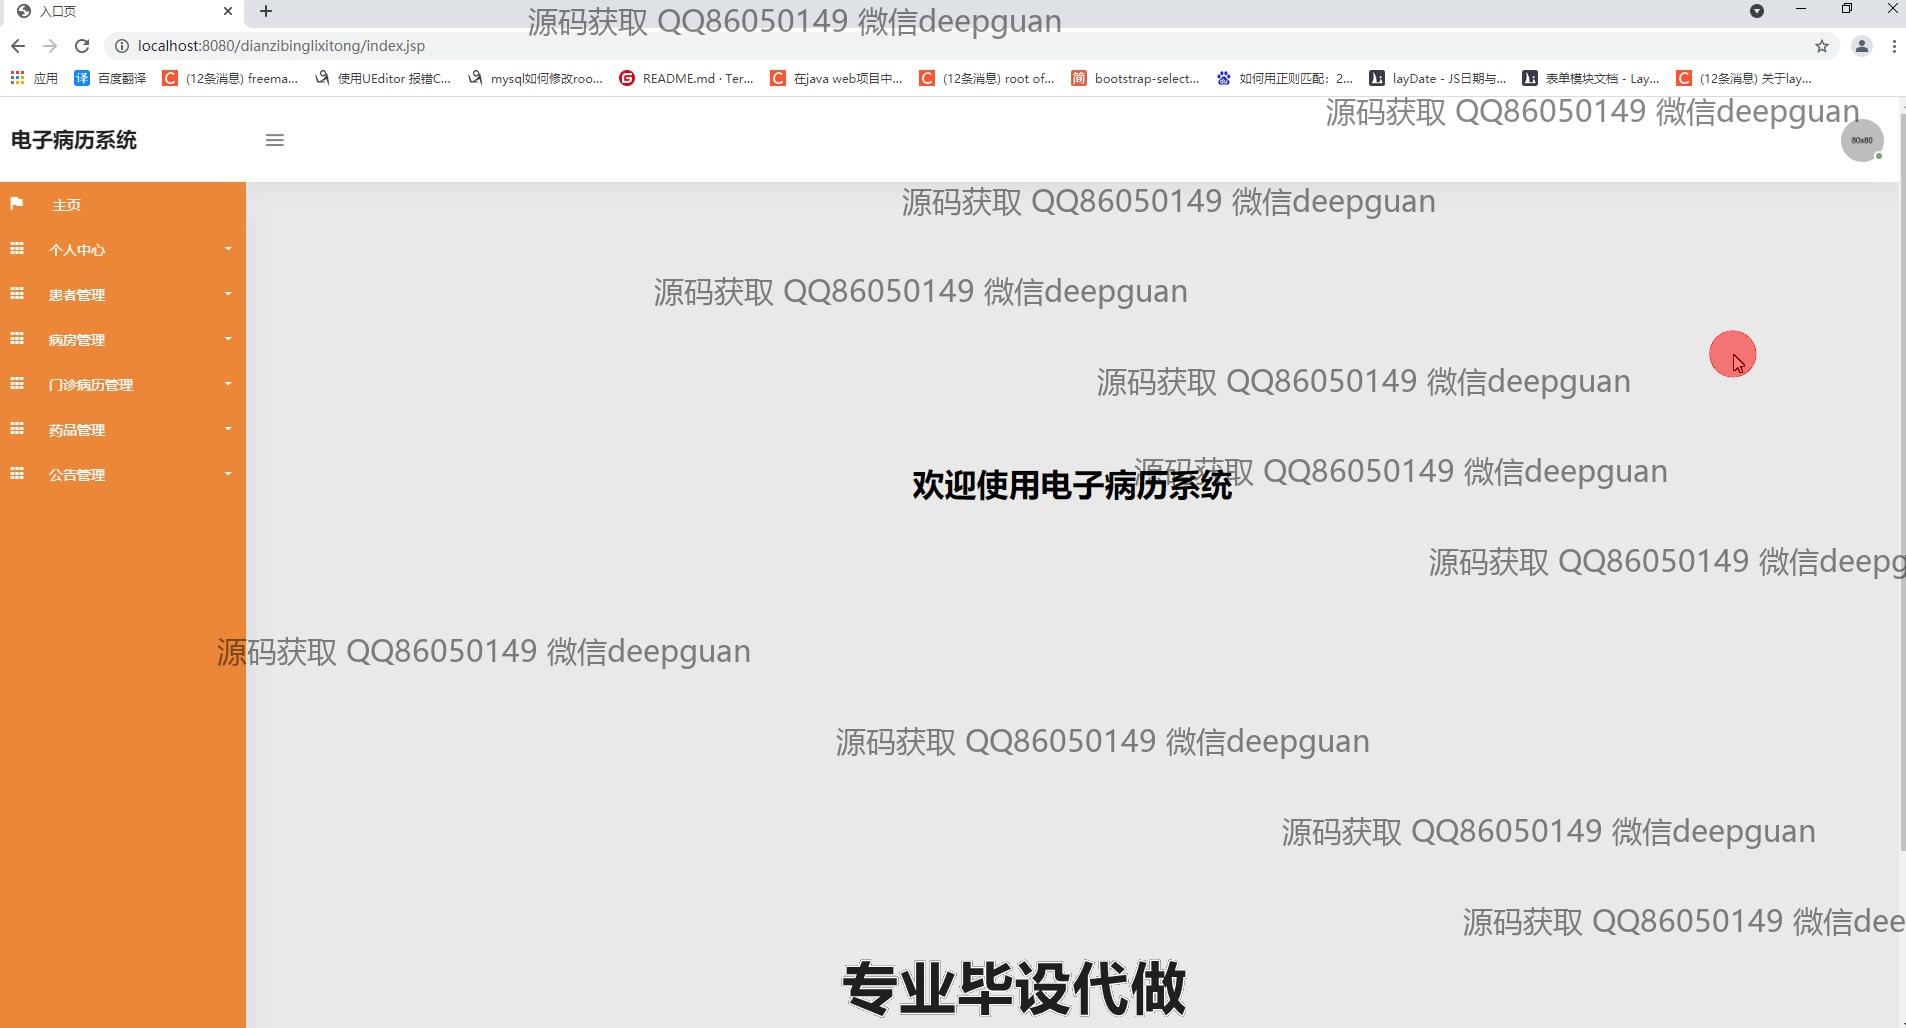 入口页
源码获取 QQ86050149 微信deepguan
localhost:8080/dianzibinglixitong/index.jsp
应用 百度翻译 (12条消息) freema... 使用UEditor 报错C... mysql如何修改roo... README.md · Ter... 在java web项目中... (12条消息) root of... bootstrap-select... 如何用正则匹配：2... layDate - JS日期与... 表单模块文档 - Lay... (12条消息) 关于lay...
源码获取 QQ86050149 微信deepguan
电子病历系统
80x80
主页
源码获取 QQ86050149 微信deepguan
个人中心
患者管理
源码获取 QQ86050149 微信deepguan
病房管理
门诊病历管理
源码获取 QQ86050149 微信deepguan
药品管理
公告管理
源码获取 QQ86050149 微信deepguan
欢迎使用电子病历系统
源码获取 QQ86050149 微信deepg
源码获取 QQ86050149 微信deepguan
源码获取 QQ86050149 微信deepguan
源码获取 QQ86050149 微信deepguan
源码获取 QQ86050149 微信dee
专业毕设代做